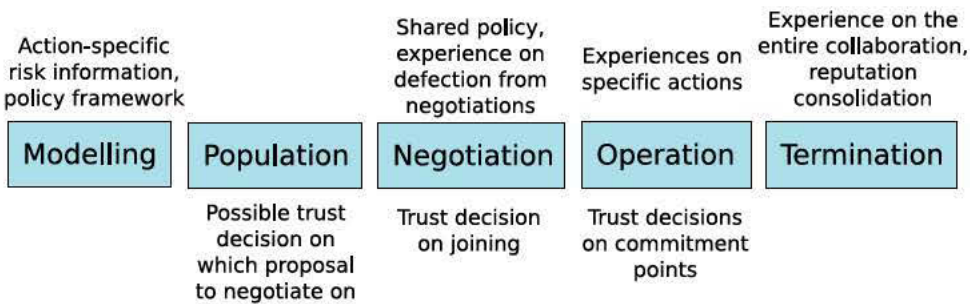 Action-specific
risk information,
policy framework
Shared policy,
experience on
defection from
negotiations
Experiences on
specific actions
Experience on the
entire collaboration,
reputation
consolidation
Modelling
Population
Negotiation
Operation
Termination
Possible trust
decision on
which proposal
to negotiate on
Trust decision
on joining
Trust decisions
on commitment
points